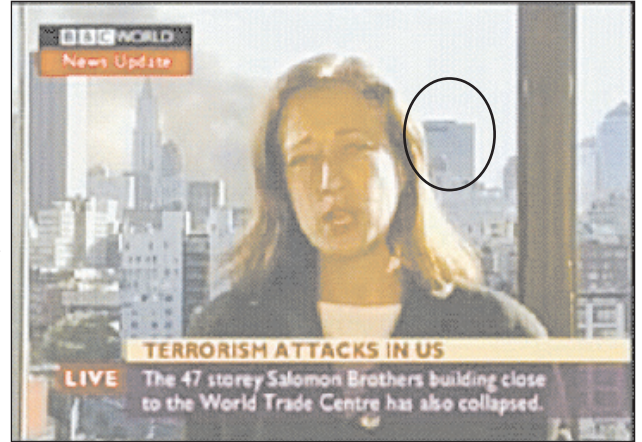 BBC WORLD
News Update
TERRORISM ATTACKS IN US
LIVE
The 47 storey Salomon Brothers building close
to the World Trade Centre has also collapsed.